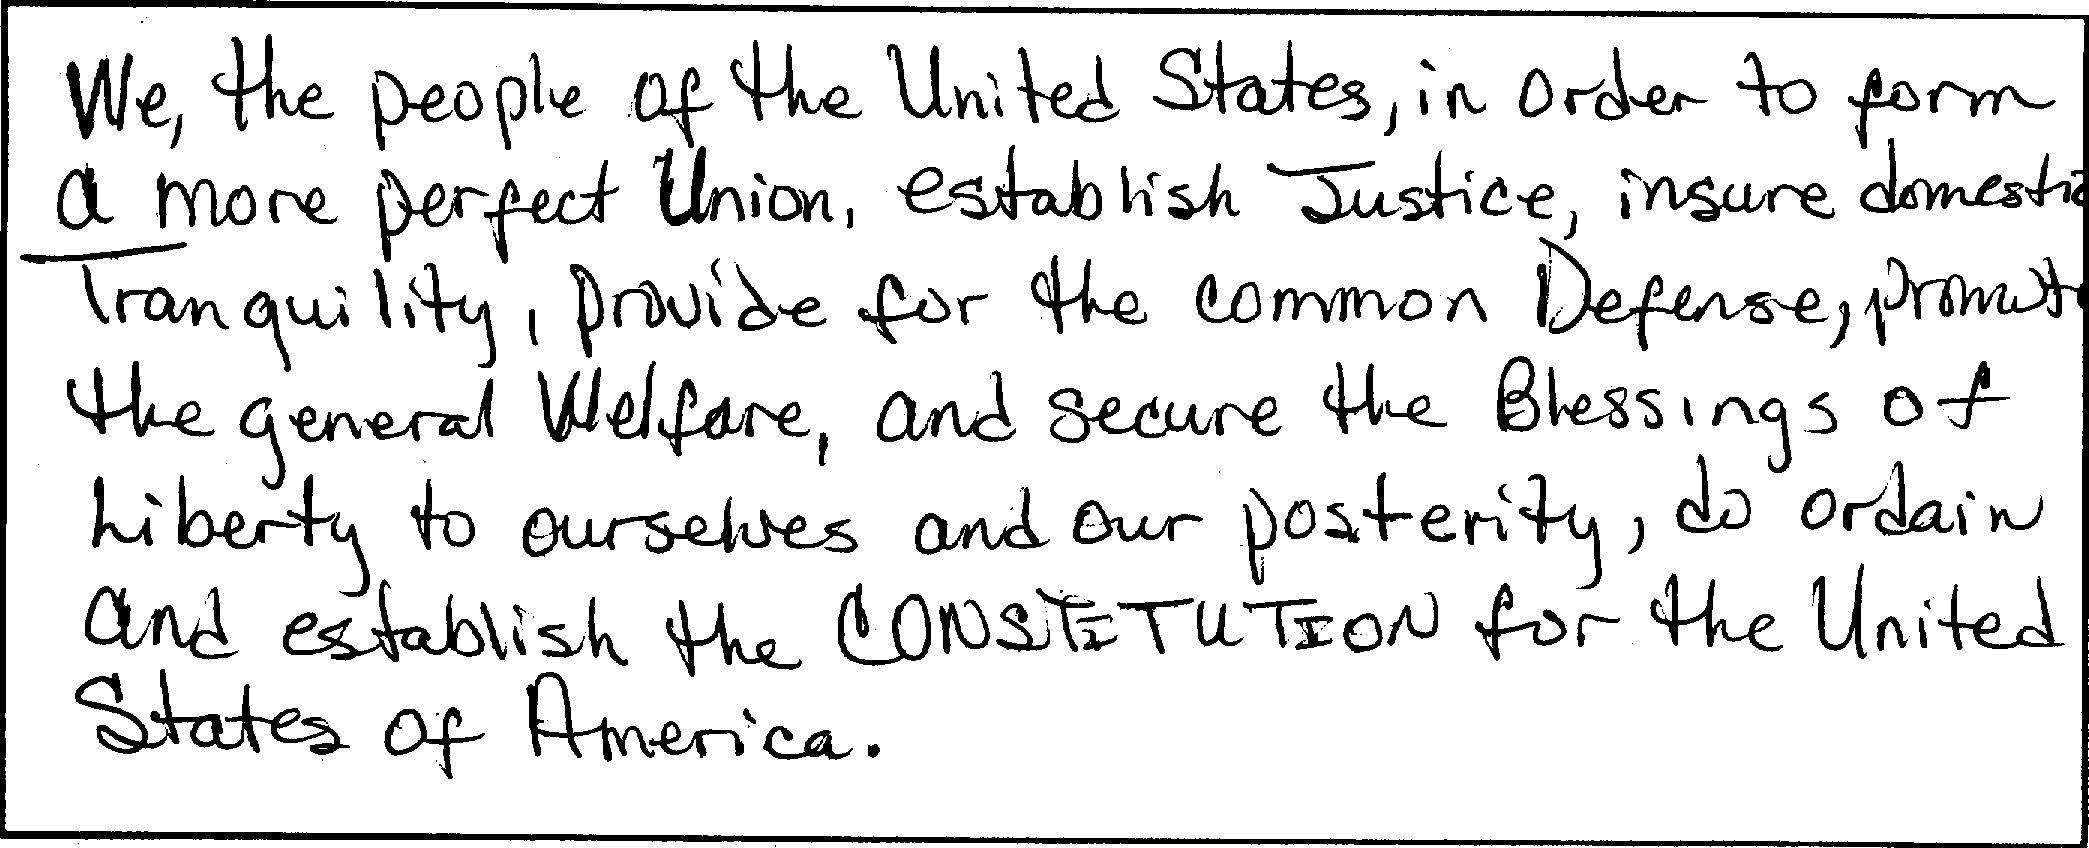 We, the people of the United States, in order to form
a more perfect Union, establish Justice, insure domestic
Tranquility, provide for the common Defense, promote
the general Welfare, and secure the Blessings of
Liberty to ourselves and our posterity, do ordain
and establish the CONSTITUTION for the United
States of America.